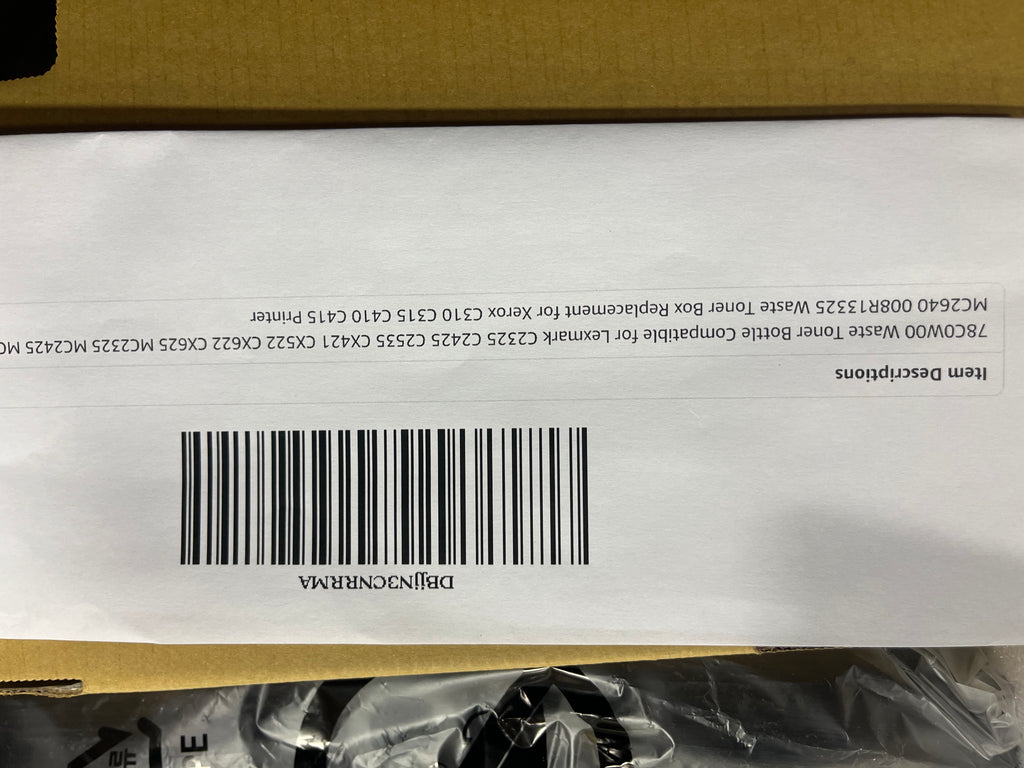 DBjjN3CNRRMA
Item Descriptions
78C0W00 Waste Toner Bottle Compatible for Lexmark C2325 C2425 C2535 CX421 CX522 CX622 CX625 MC2325 MC2425
MC2640 008R13325 Waste Toner Box Replacement for Xerox C310 C315 C410 C415 Printer